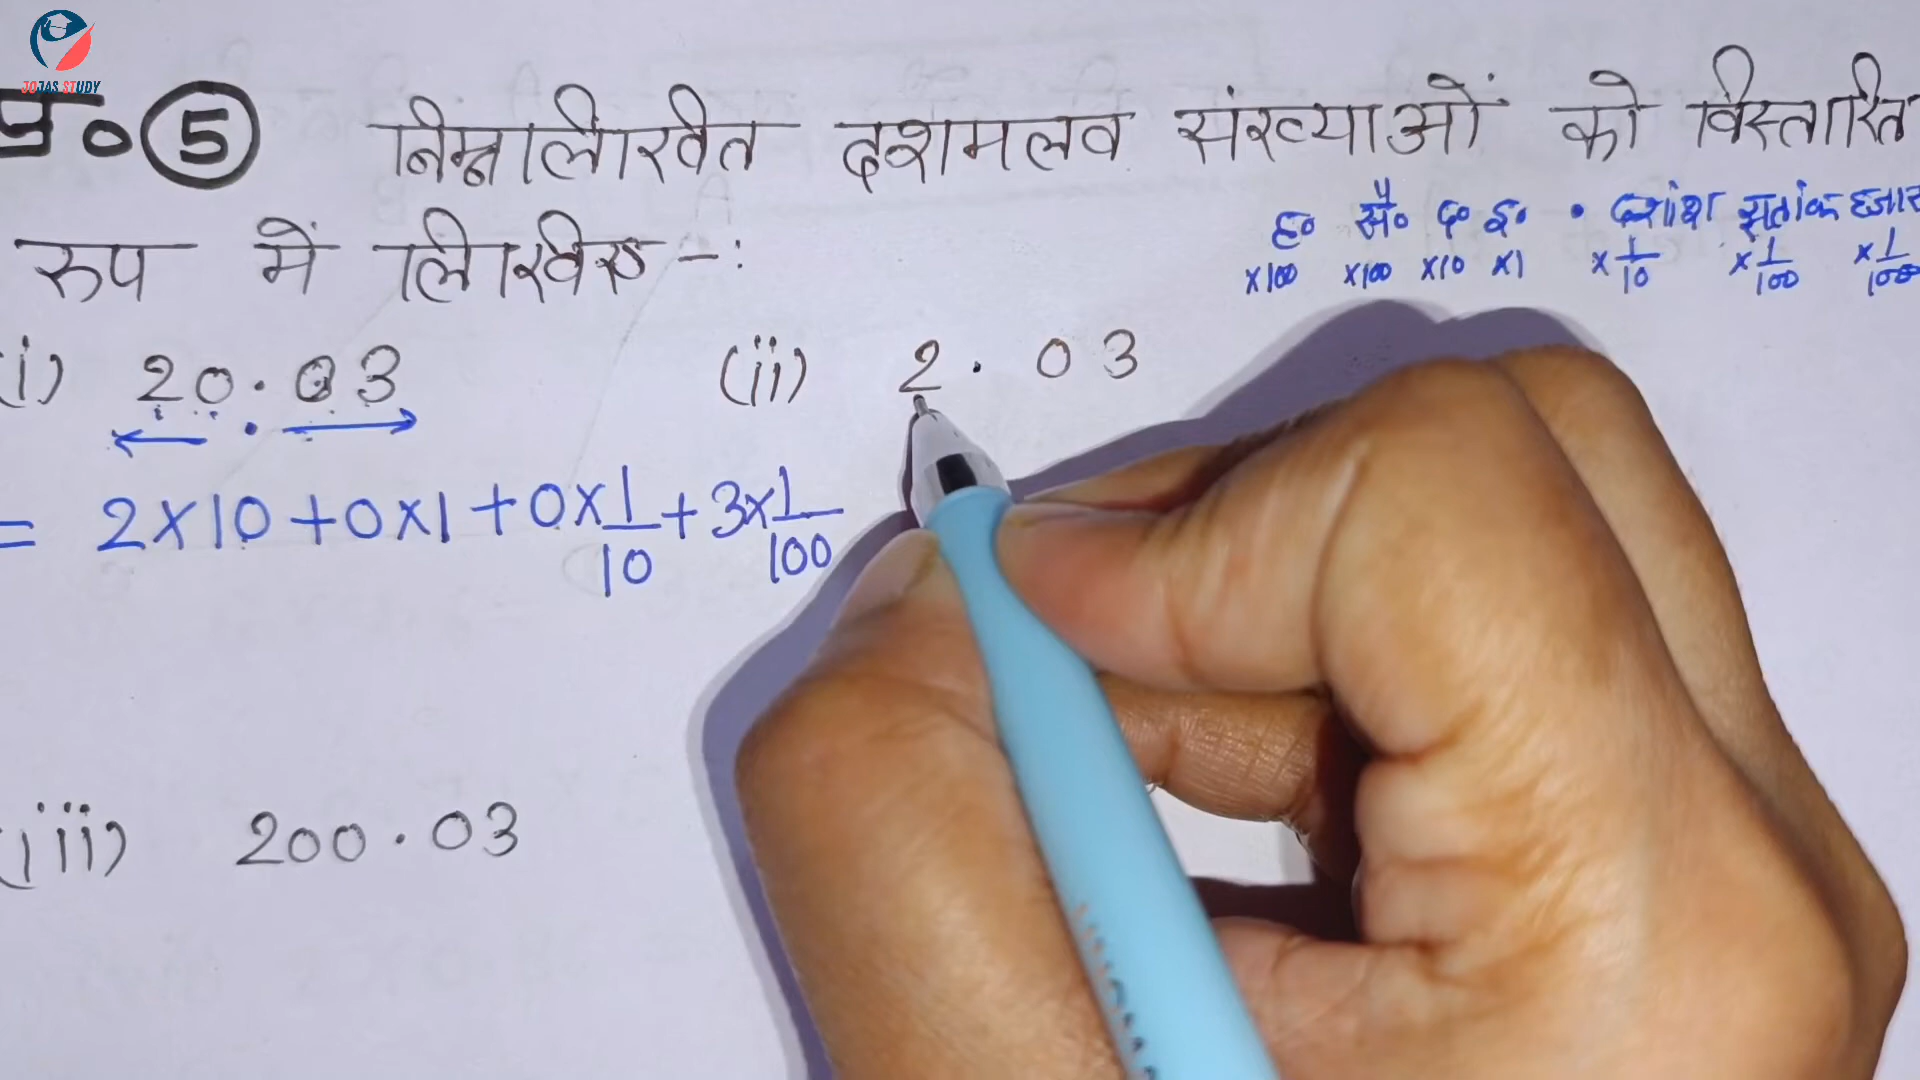 JOJAS STUDY
प्र० 5 निम्नलिखित दशमलव संख्याओं को विस्तारित
रुप में लिखिए -:
ह० सै० द० इ० • दशांश शतांक हजार
×100 ×100 ×10 ×1 ×1/10 ×1/100 ×1/1000
(i) 20.03 (ii) 2.03
= 2×10+0×1+0×1/10+3×1/100
(iii) 200.03